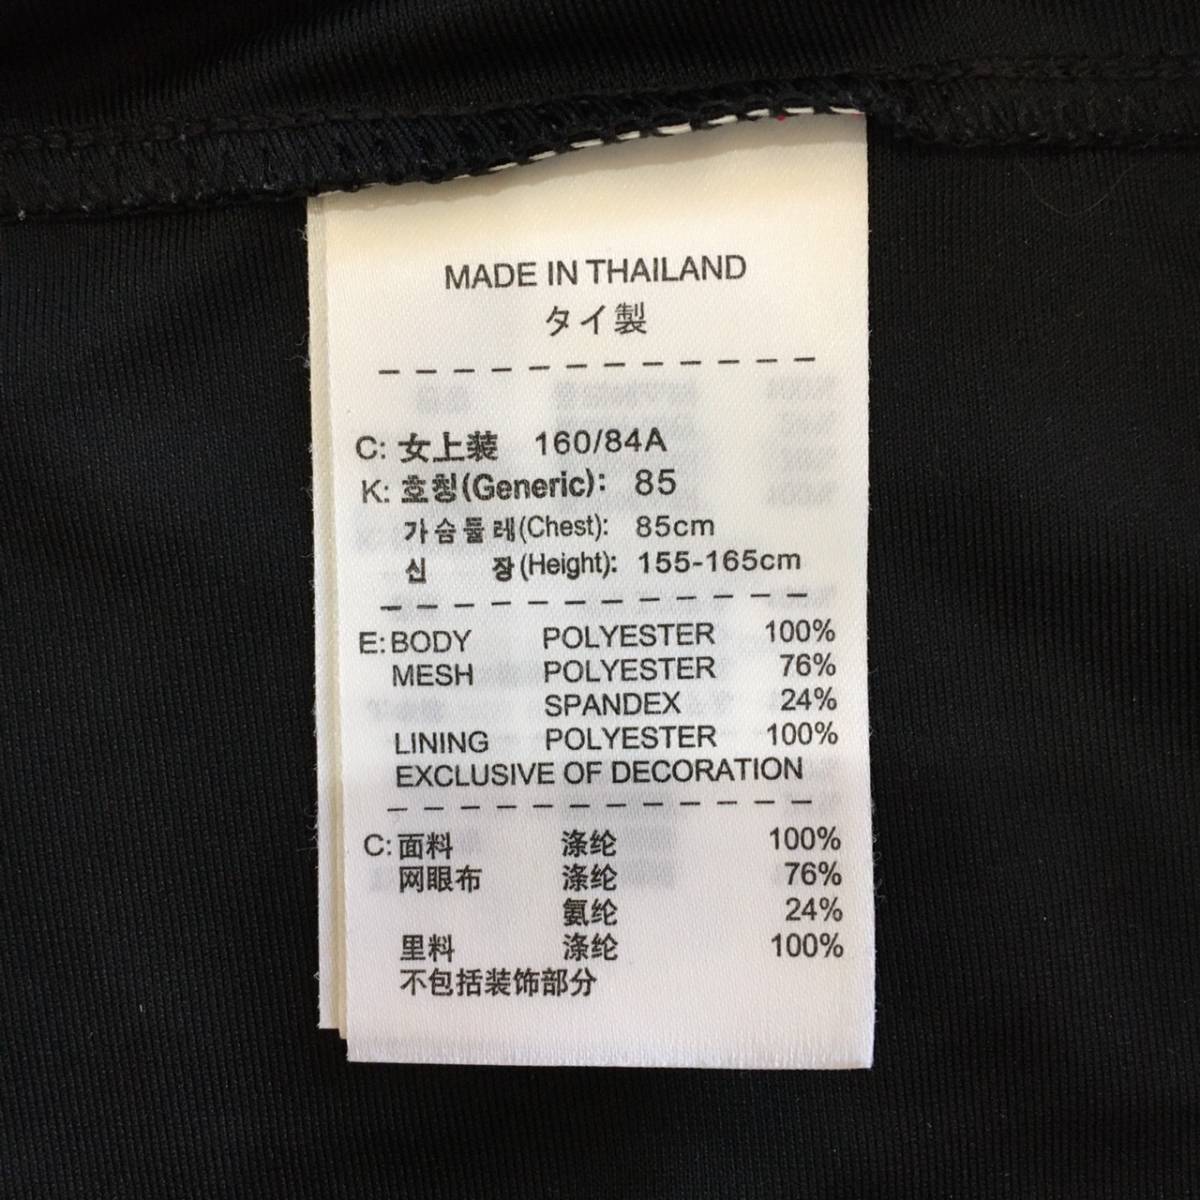 MADE IN THAILAND
タイ製
C: 女上装 160/84A
K: 호칭(Generic): 85
가슴둘레(Chest): 85cm
신 장(Height): 155-165cm
E: BODY POLYESTER 100%
MESH POLYESTER 76%
SPANDEX 24%
LINING POLYESTER 100%
EXCLUSIVE OF DECORATION
C: 面料 涤纶 100%
网眼布 涤纶 76%
氨纶 24%
里料 涤纶 100%
不包括装饰部分